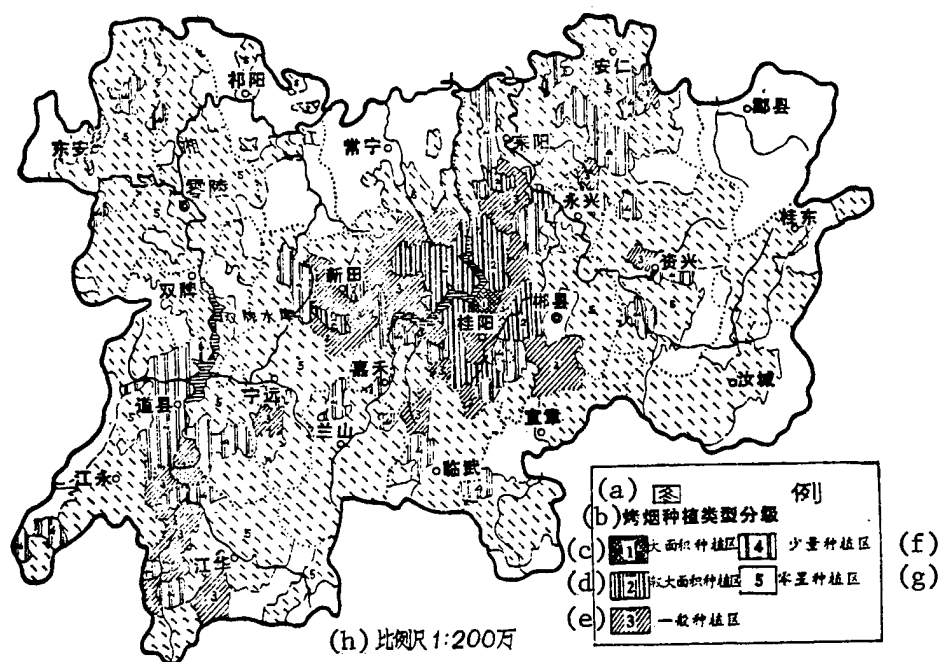 祁阳
安仁
酃县
东安
常宁
耒阳
零陵
永兴
桂东
资兴
双牌
新田
郴县
双牌水库
桂阳
嘉禾
汝城
道县
宁远
宜章
兰山
临武
江永
江华
(a) 图 例
(b) 烤烟种植类型分级
(c) 1 大面积种植区 4 少量种植区 (f)
(d) 2 较大面积种植区 5 零星种植区 (g)
(e) 3 一般种植区
(h) 比例尺 1:200万